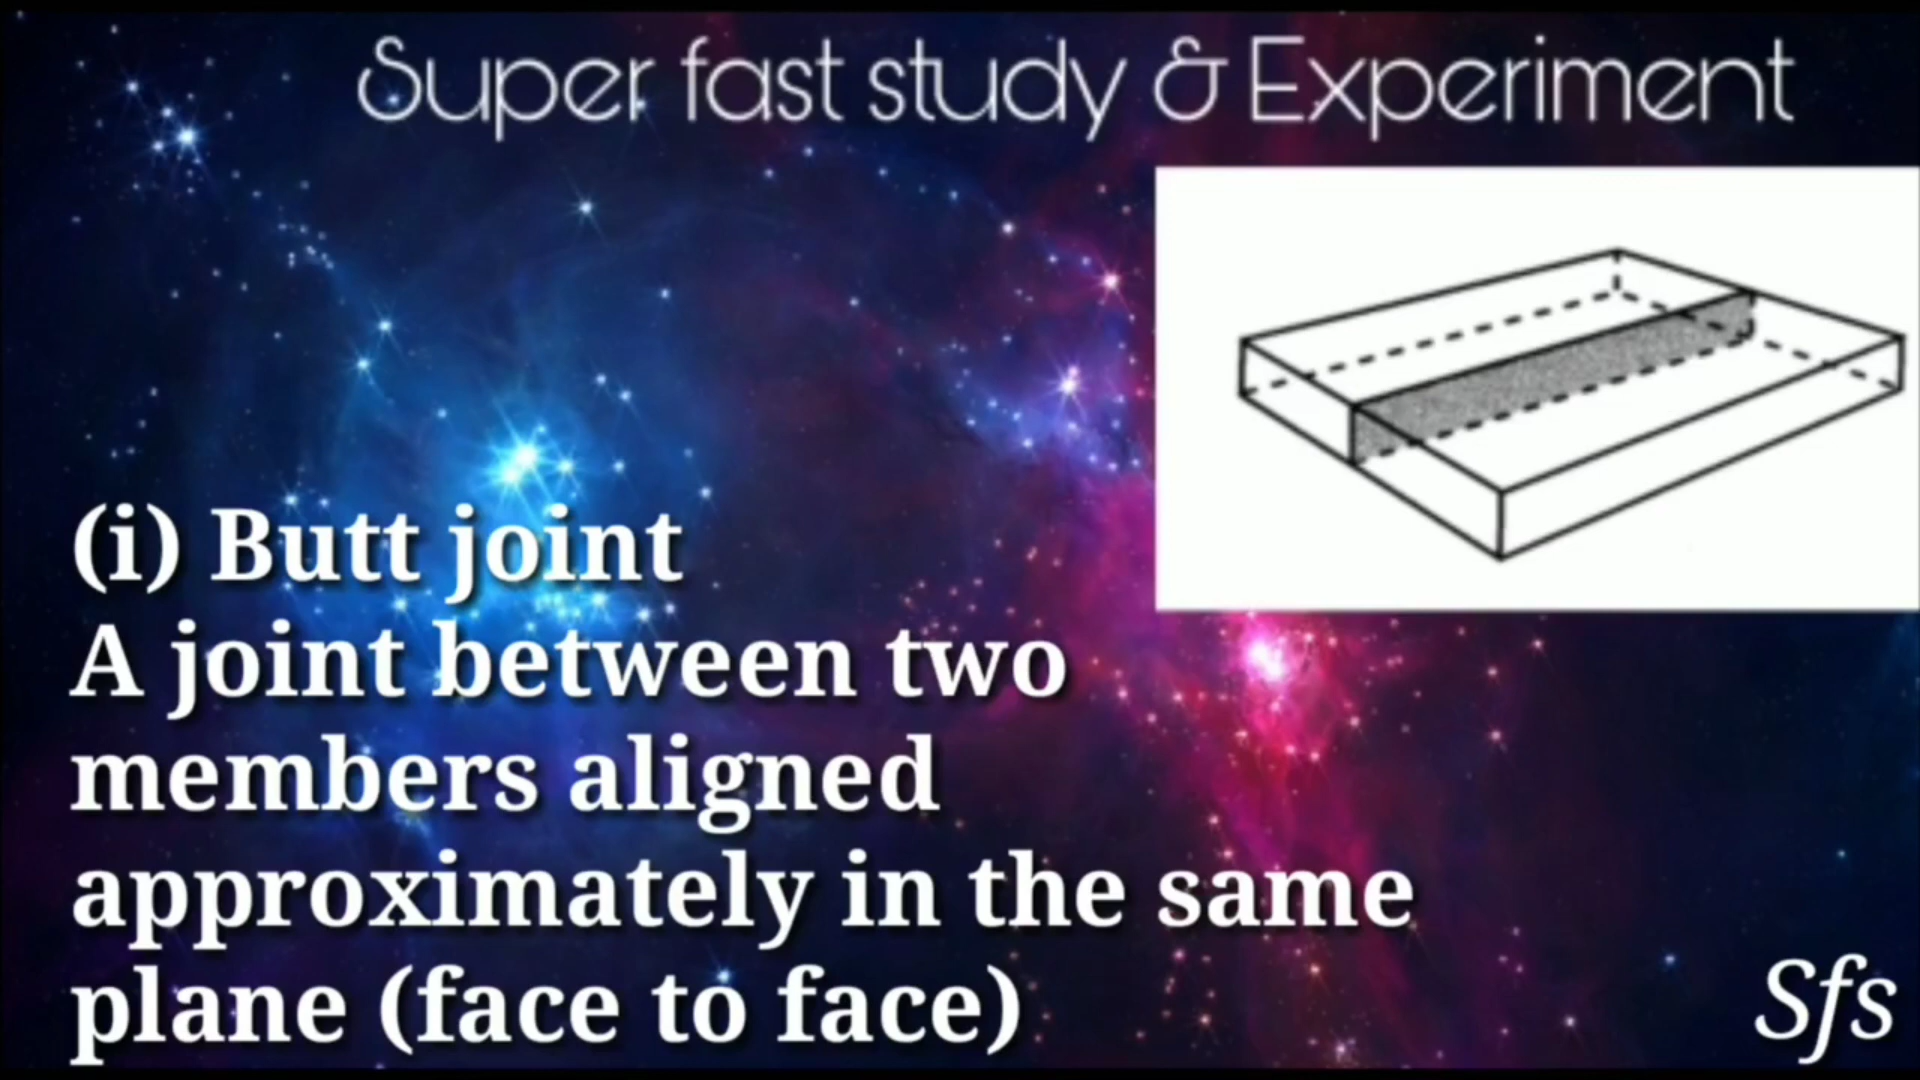 Super fast study & Experiment
(i) Butt joint
A joint between two
members aligned
approximately in the same
plane (face to face)
Sfs